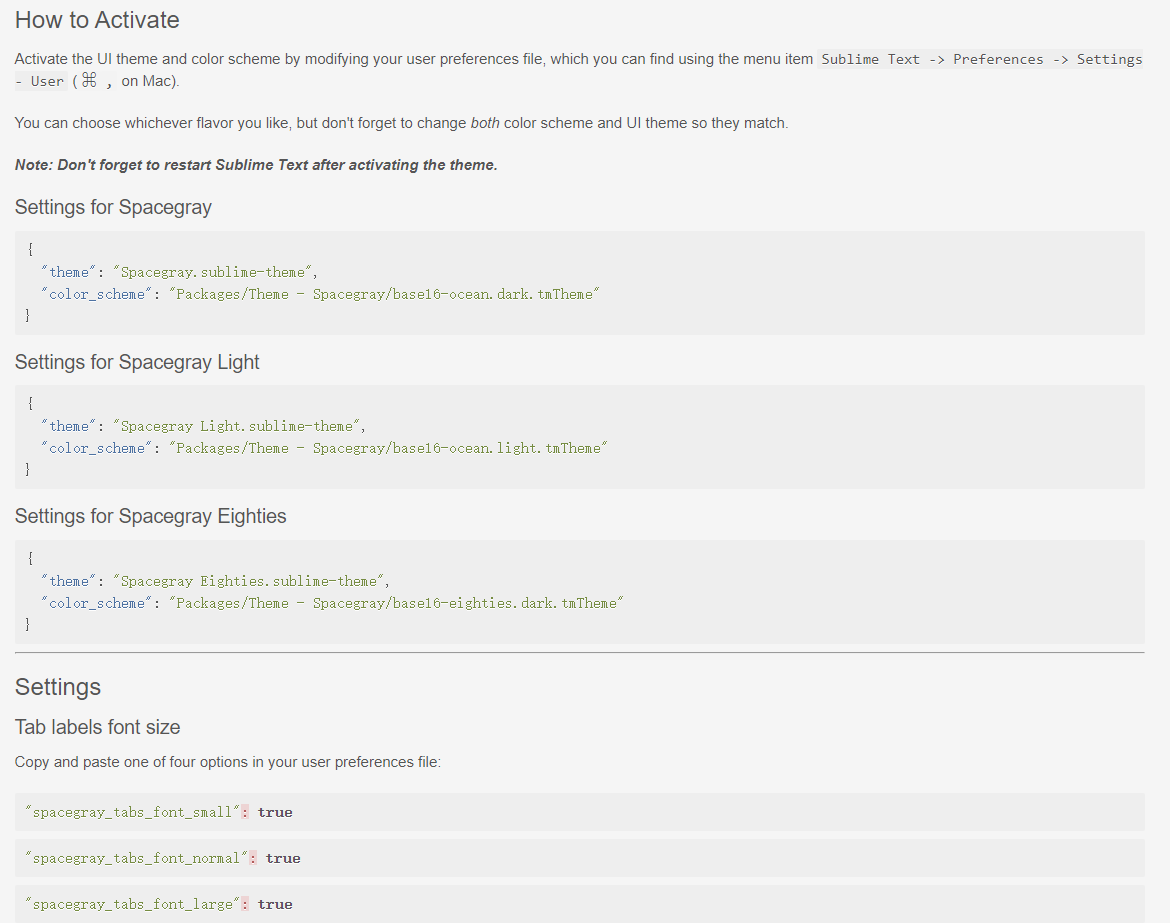 How to Activate
Activate the UI theme and color scheme by modifying your user preferences file, which you can find using the menu item Sublime Text -> Preferences -> Settings
- User (⌘ , on Mac).
You can choose whichever flavor you like, but don't forget to change both color scheme and UI theme so they match.
Note: Don't forget to restart Sublime Text after activating the theme.
Settings for Spacegray
{
"theme": "Spacegray.sublime-theme",
"color_scheme": "Packages/Theme - Spacegray/base16-ocean.dark.tmTheme"
}
Settings for Spacegray Light
{
"theme": "Spacegray Light.sublime-theme",
"color_scheme": "Packages/Theme - Spacegray/base16-ocean.light.tmTheme"
}
Settings for Spacegray Eighties
{
"theme": "Spacegray Eighties.sublime-theme",
"color_scheme": "Packages/Theme - Spacegray/base16-eighties.dark.tmTheme"
}
Settings
Tab labels font size
Copy and paste one of four options in your user preferences file:
"spacegray_tabs_font_small": true
"spacegray_tabs_font_normal": true
"spacegray_tabs_font_large": true